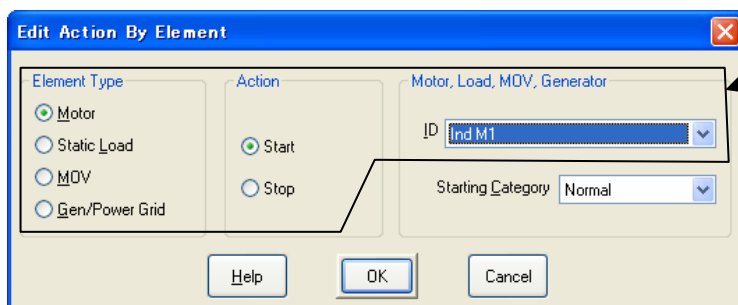 Edit Action By Element
Element Type
Motor
Static Load
MOV
Gen/Power Grid
Action
Start
Stop
Motor, Load, MOV, Generator
ID Ind M1
Starting Category Normal
Help OK Cancel